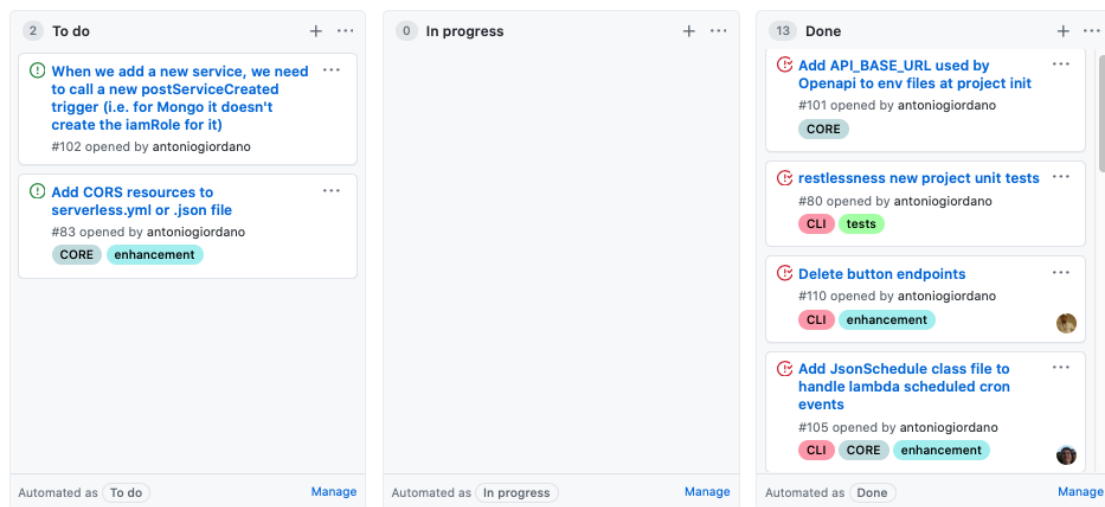 2 To do
When we add a new service, we need
to call a new postServiceCreated
trigger (i.e. for Mongo it doesn't
create the iamRole for it)
#102 opened by antoniogiordano
Add CORS resources to
serverless.yml or .json file
#83 opened by antoniogiordano
CORE enhancement
Automated as To do Manage
0 In progress
Automated as In progress Manage
13 Done
Add API_BASE_URL used by
Openapi to env files at project init
#101 opened by antoniogiordano
CORE
restlessness new project unit tests
#80 opened by antoniogiordano
CLI tests
Delete button endpoints
#110 opened by antoniogiordano
CLI enhancement
Add JsonSchedule class file to
handle lambda scheduled cron
events
#105 opened by antoniogiordano
CLI CORE enhancement
Automated as Done Manage